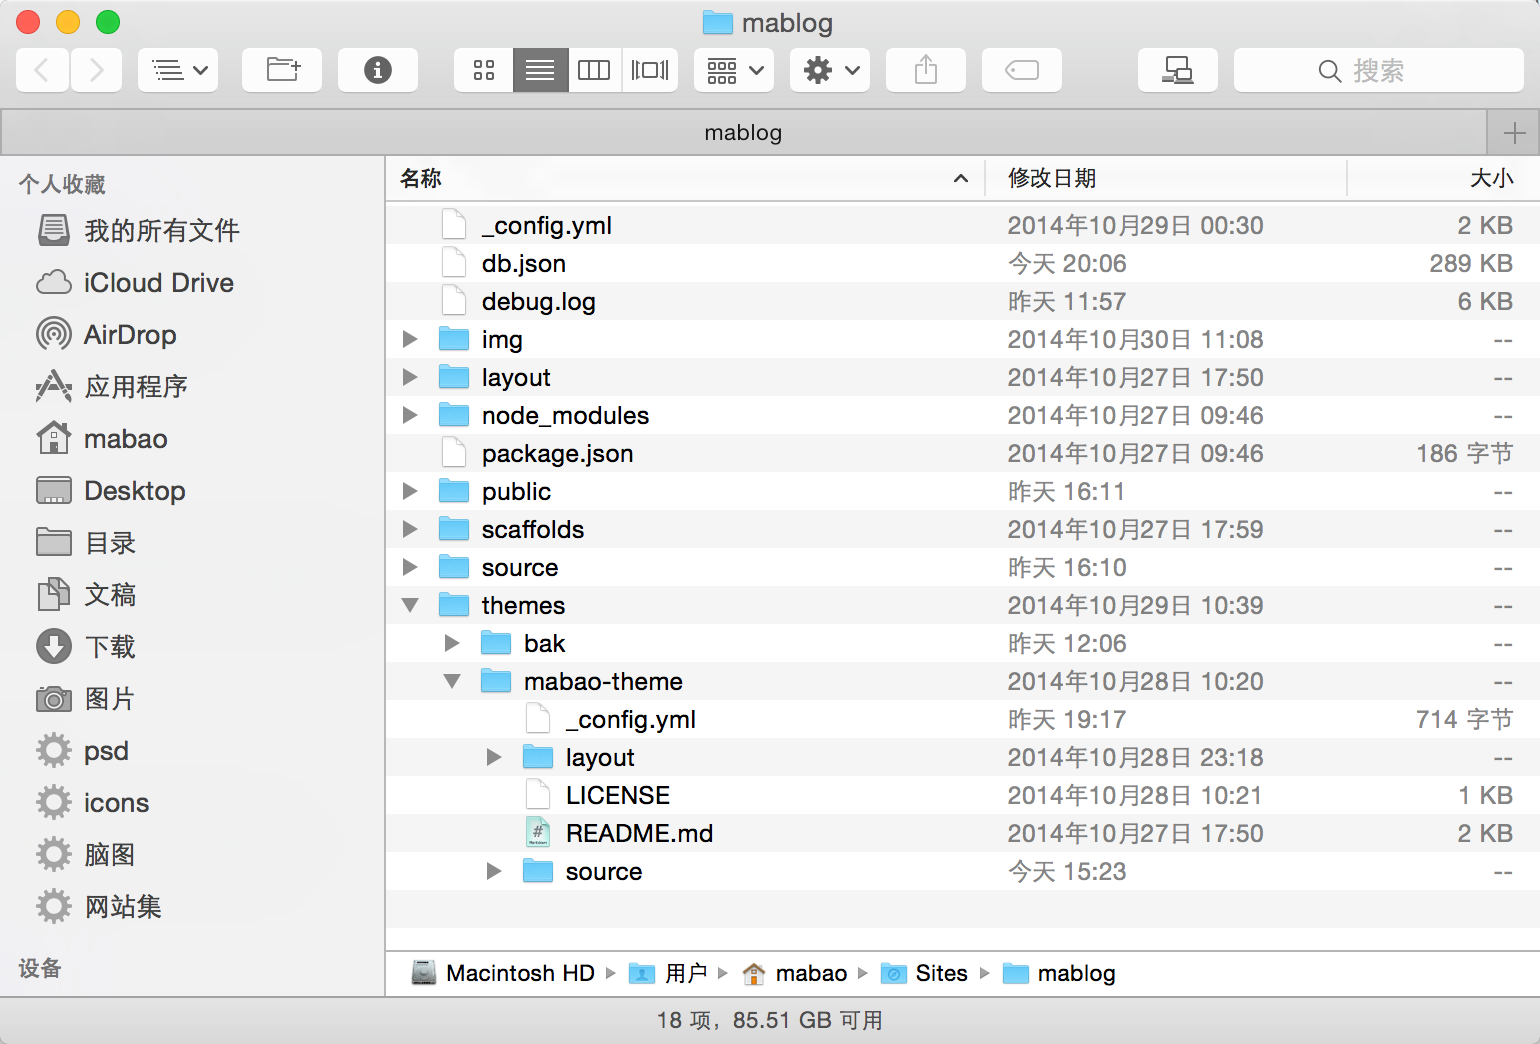 mablog
搜索
mablog
个人收藏
我的所有文件
iCloud Drive
AirDrop
应用程序
mabao
Desktop
目录
文稿
下载
图片
psd
icons
脑图
网站集
设备
名称 修改日期 大小
_config.yml 2014年10月29日 00:30 2 KB
db.json 今天 20:06 289 KB
debug.log 昨天 11:57 6 KB
img 2014年10月30日 11:08 --
layout 2014年10月27日 17:50 --
node_modules 2014年10月27日 09:46 --
package.json 2014年10月27日 09:46 186 字节
public 昨天 16:11 --
scaffolds 2014年10月27日 17:59 --
source 昨天 16:10 --
themes 2014年10月29日 10:39 --
bak 昨天 12:06 --
mabao-theme 2014年10月28日 10:20 --
_config.yml 昨天 19:17 714 字节
layout 2014年10月28日 23:18 --
LICENSE 2014年10月28日 10:21 1 KB
README.md 2014年10月27日 17:50 2 KB
source 今天 15:23 --
Macintosh HD 用户 mabao Sites mablog
18 项，85.51 GB 可用